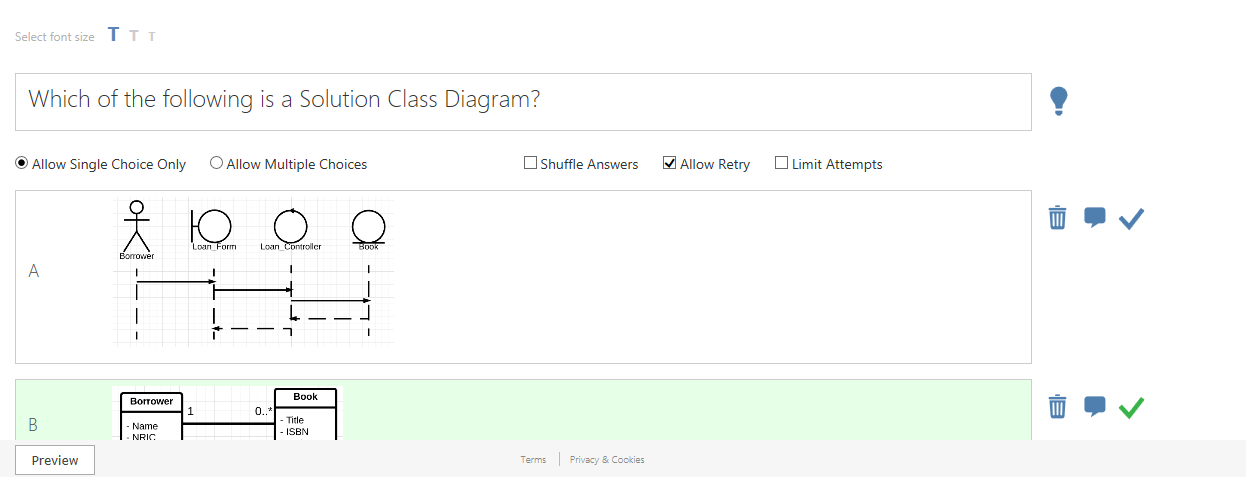 Select font size T T T
Which of the following is a Solution Class Diagram?
Allow Single Choice Only Allow Multiple Choices Shuffle Answers Allow Retry Limit Attempts
A
Borrower Loan_Form Loan_Controller Book
B
Borrower 1 0..* Book
- Name - Title
- NRIC - ISBN
Preview Terms Privacy & Cookies